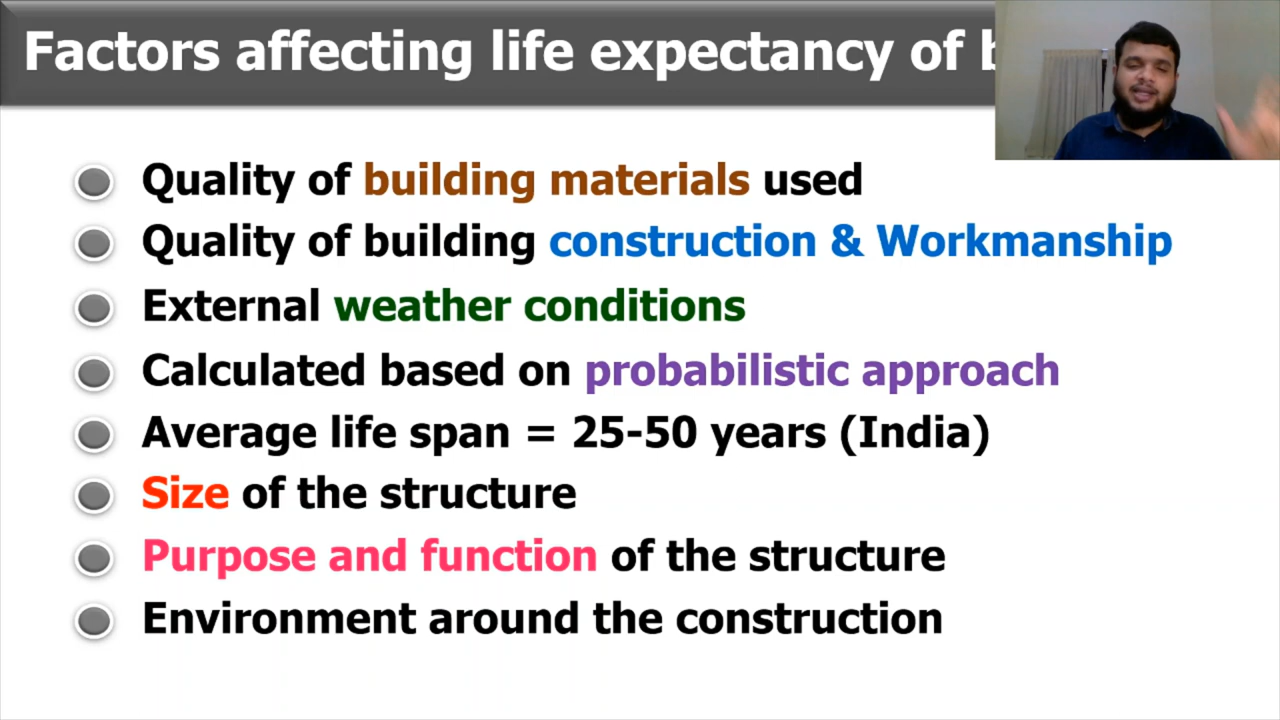 Factors affecting life expectancy of
Quality of building materials used
Quality of building construction & Workmanship
External weather conditions
Calculated based on probabilistic approach
Average life span = 25-50 years (India)
Size of the structure
Purpose and function of the structure
Environment around the construction